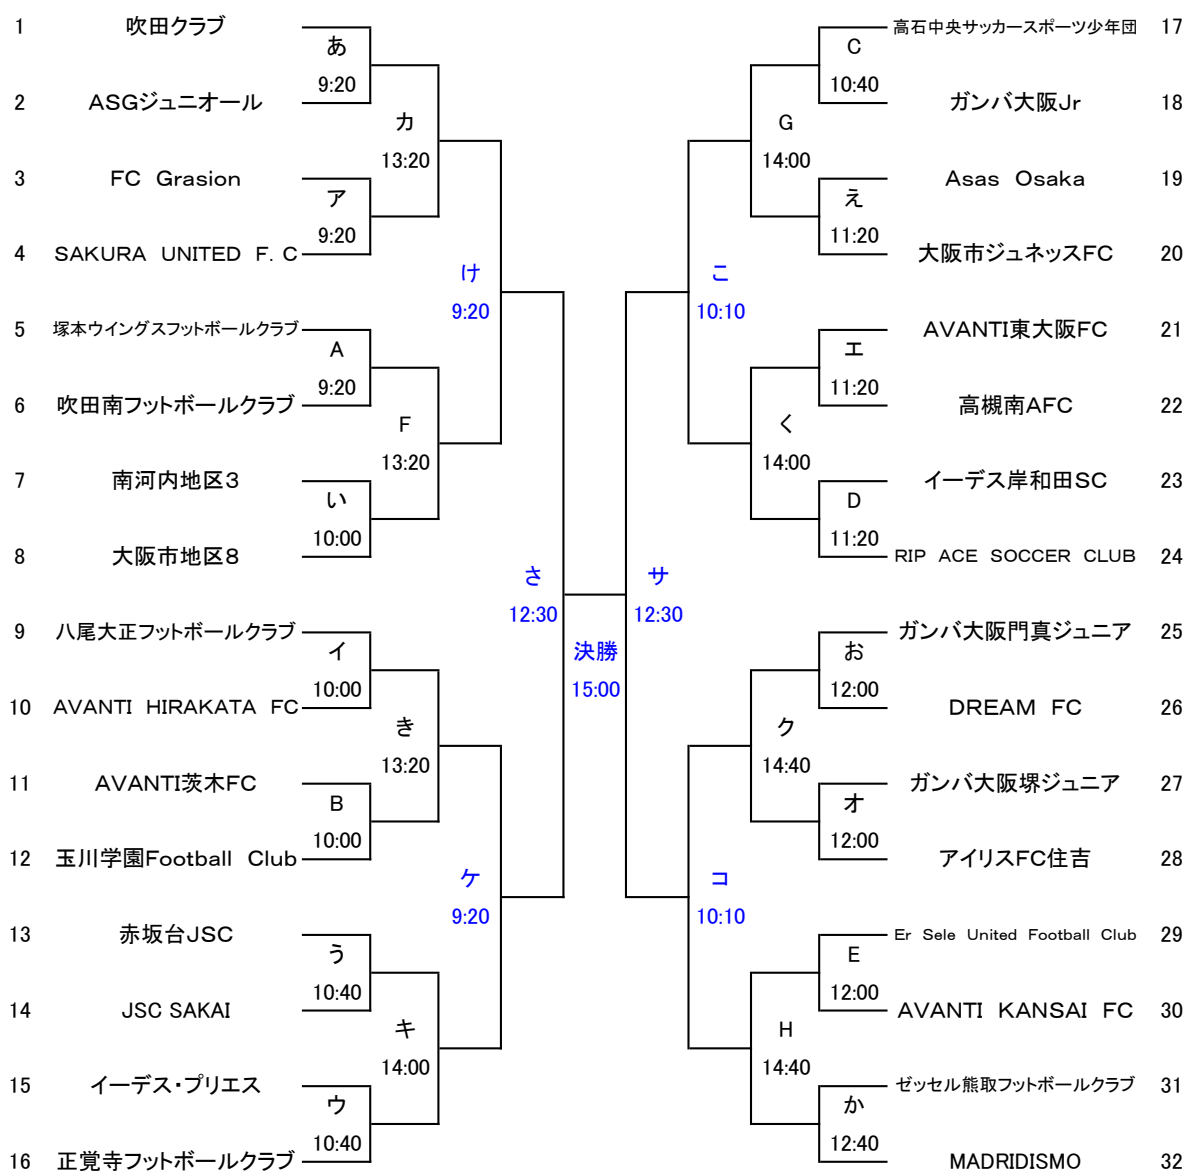 1 吹田クラブ
あ
9:20
2 ASGジュニオール
カ
13:20
3 FC Grasion
ア
9:20
4 SAKURA UNITED F. C
け
9:20
5 塚本ウイングスフットボールクラブ
A
9:20
6 吹田南フットボールクラブ
F
13:20
7 南河内地区3
い
10:00
8 大阪市地区8
さ
12:30
9 八尾大正フットボールクラブ
イ
10:00
10 AVANTI HIRAKATA FC
き
13:20
11 AVANTI茨木FC
B
10:00
12 玉川学園Football Club
ケ
9:20
13 赤坂台JSC
う
10:40
14 JSC SAKAI
キ
14:00
15 イーデス・プリエス
ウ
10:40
16 正覚寺フットボールクラブ
決勝
15:00
高石中央サッカースポーツ少年団 17
C
10:40
ガンバ大阪Jr 18
G
14:00
Asas Osaka 19
え
11:20
大阪市ジュネッスFC 20
こ
10:10
AVANTI東大阪FC 21
エ
11:20
高槻南AFC 22
く
14:00
イーデス岸和田SC 23
D
11:20
RIP ACE SOCCER CLUB 24
サ
12:30
ガンバ大阪門真ジュニア 25
お
12:00
DREAM FC 26
ク
14:40
ガンバ大阪堺ジュニア 27
オ
12:00
アイリスFC住吉 28
コ
10:10
Er Sele United Football Club 29
E
12:00
AVANTI KANSAI FC 30
H
14:40
ゼッセル熊取フットボールクラブ 31
か
12:40
MADRIDISMO 32